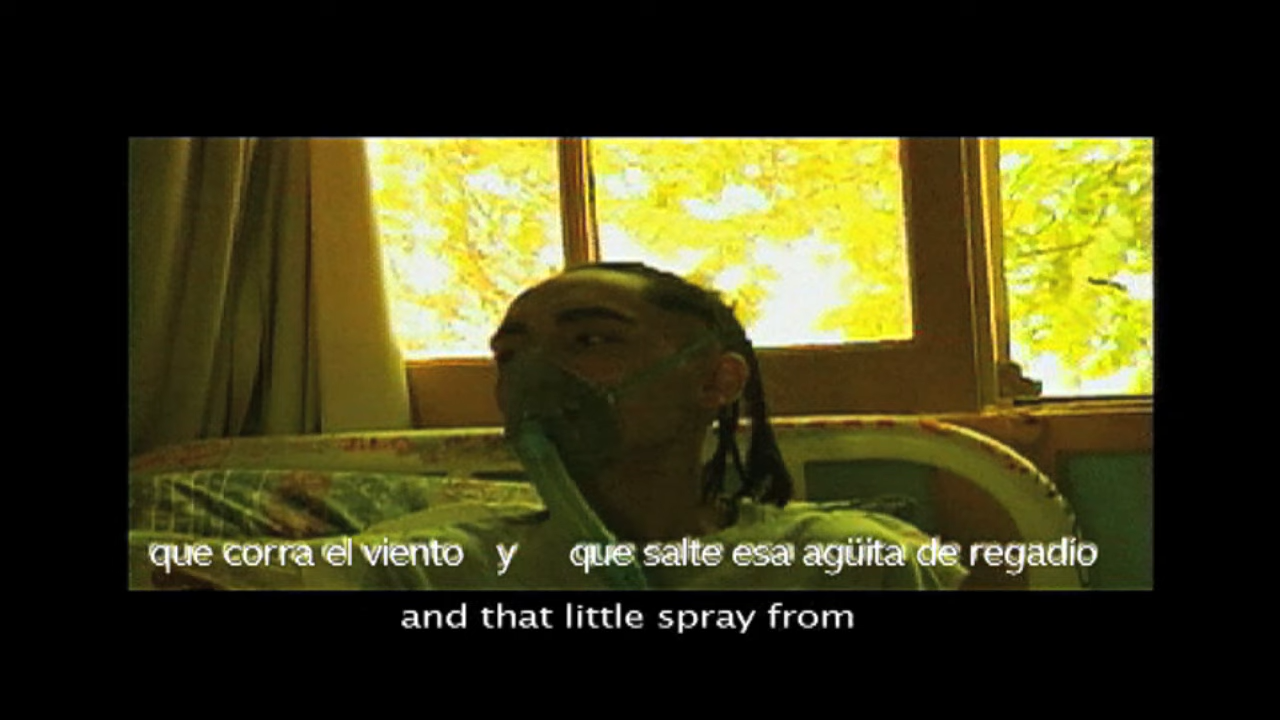 que corra el viento y que salte esa agüita de regadío
and that little spray from